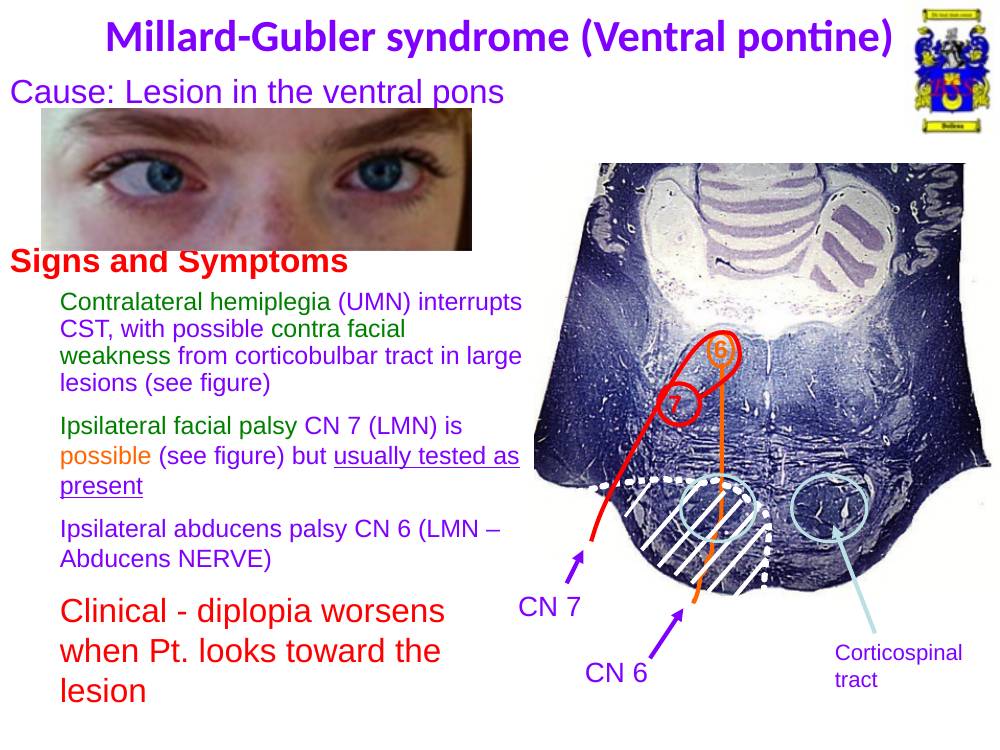 Millard-Gubler syndrome (Ventral pontine)
Cause: Lesion in the ventral pons
Signs and Symptoms
Contralateral hemiplegia (UMN) interrupts
CST, with possible contra facial
weakness from corticobulbar tract in large
lesions (see figure)
Ipsilateral facial palsy CN 7 (LMN) is
possible (see figure) but usually tested as
present
Ipsilateral abducens palsy CN 6 (LMN –
Abducens NERVE)
Clinical - diplopia worsens
when Pt. looks toward the
lesion
6
7
CN 7
CN 6
Corticospinal
tract